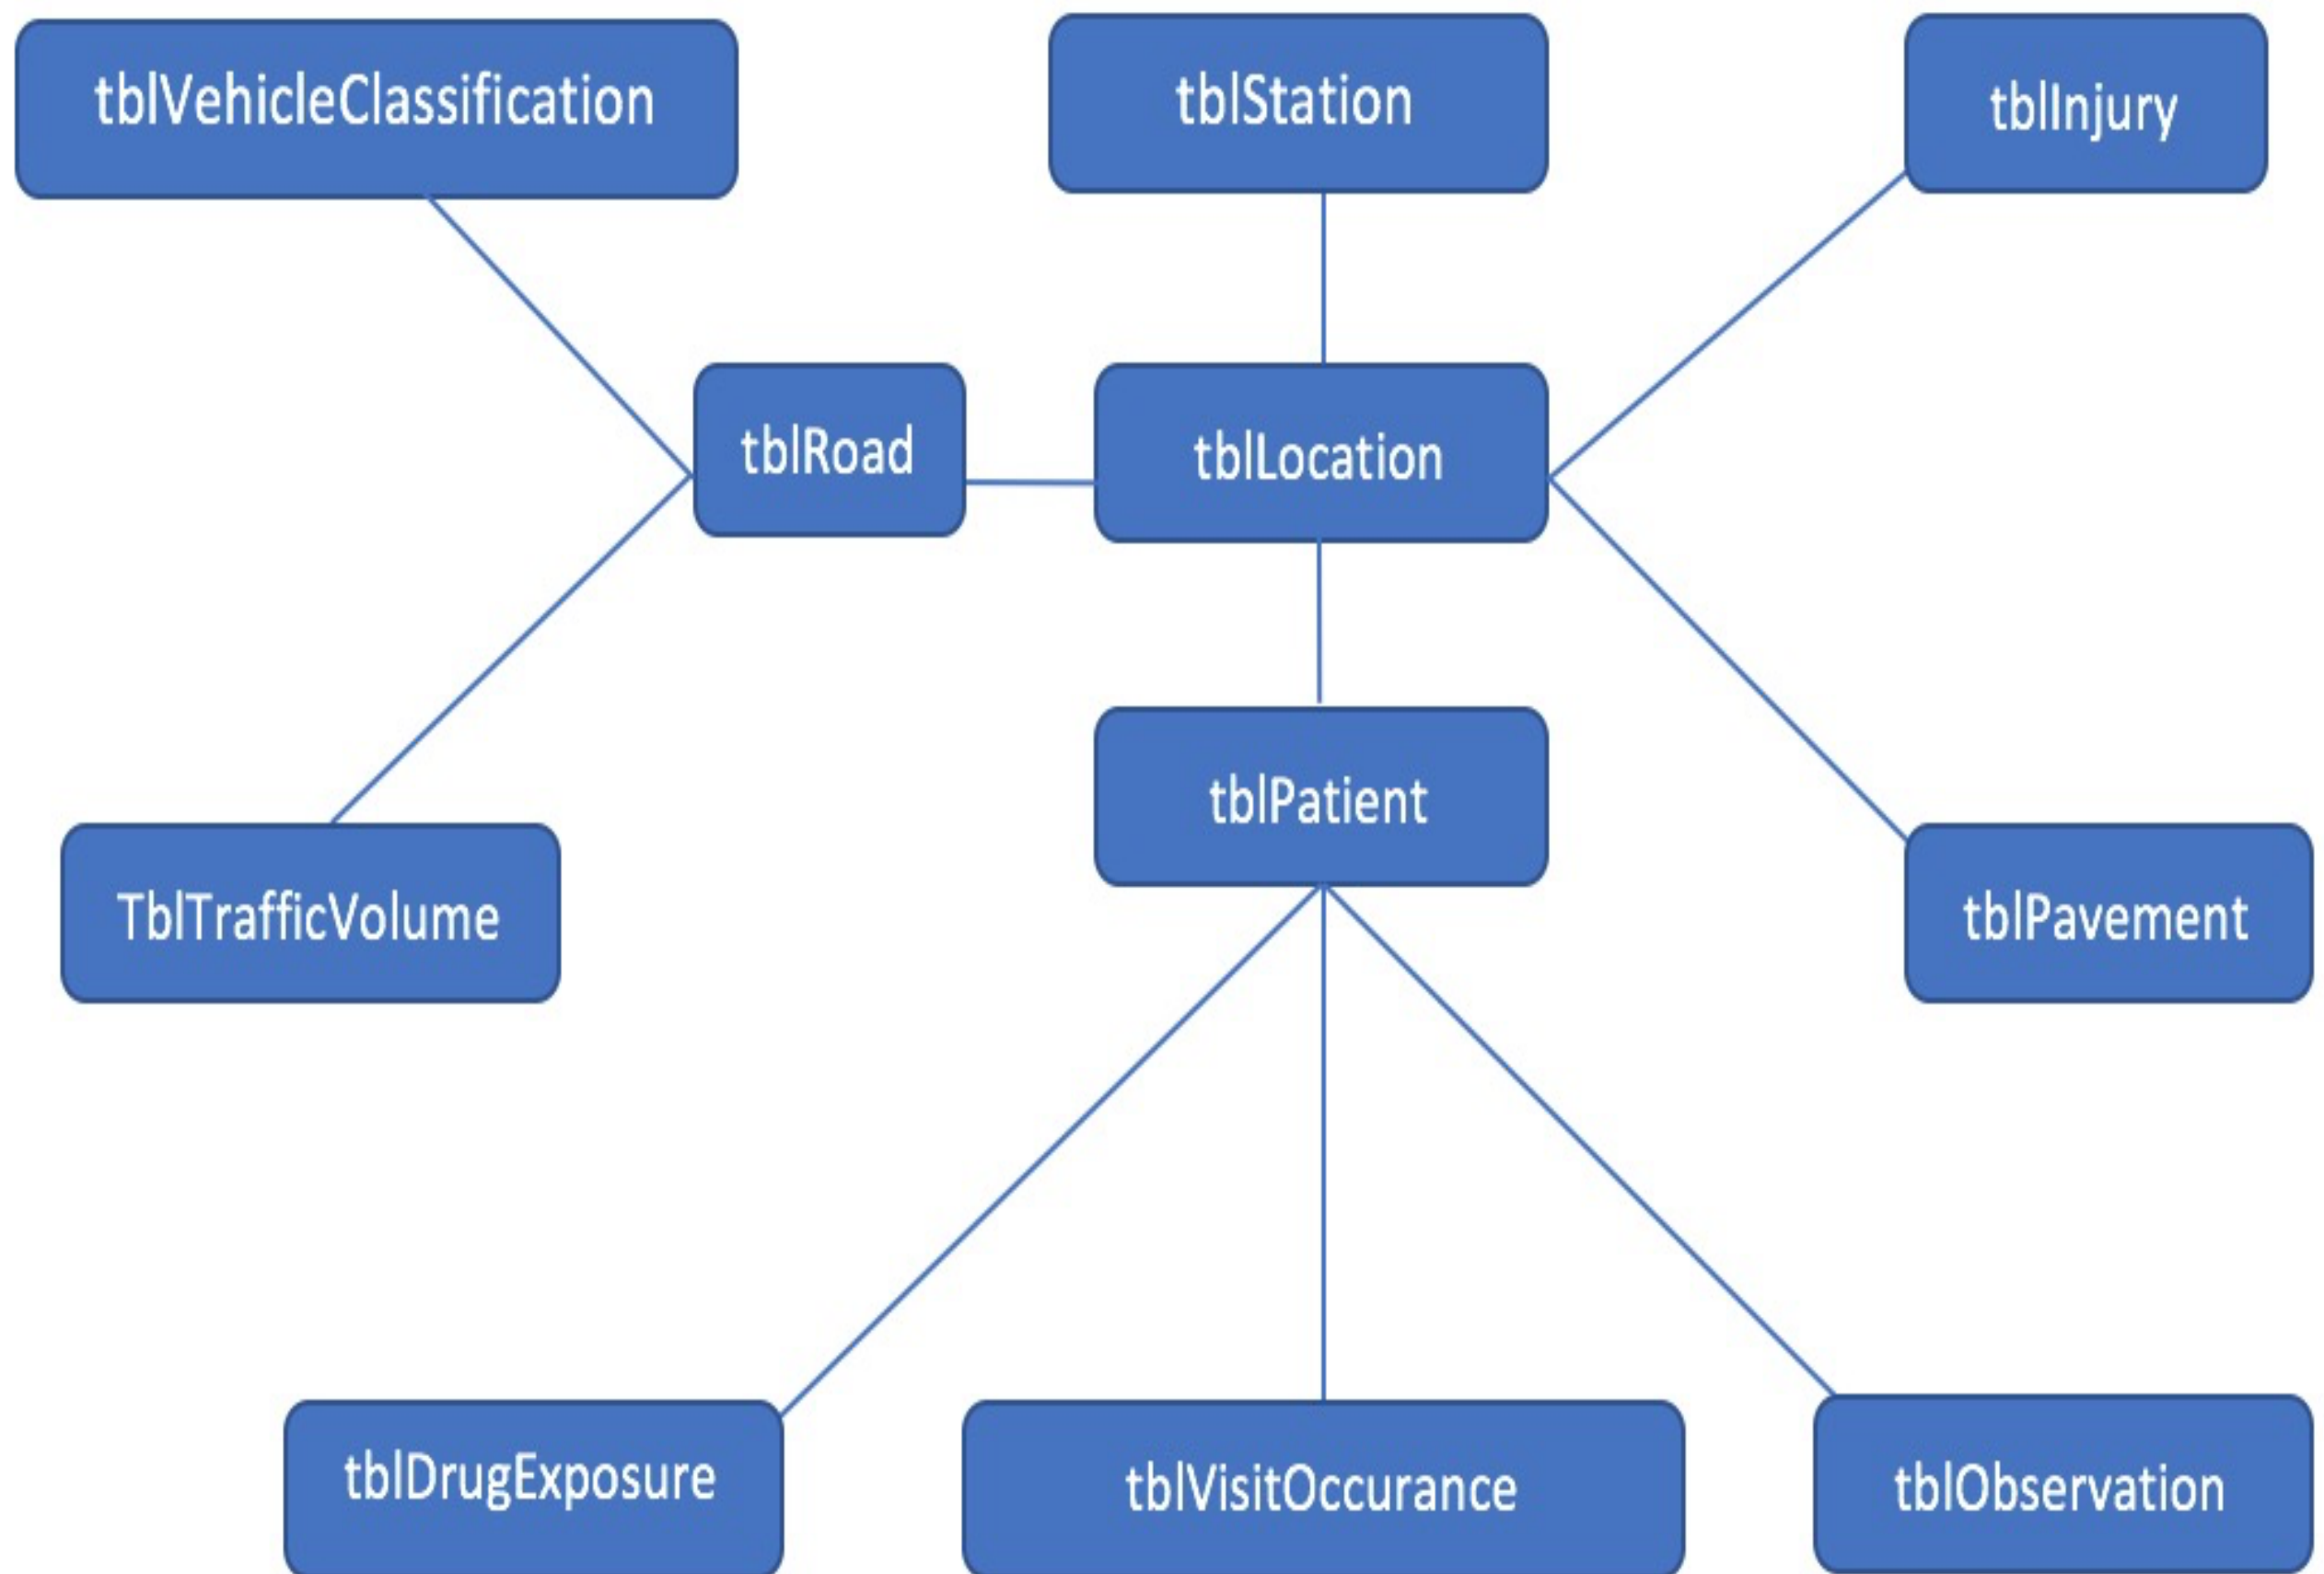 tblVehicleClassification
tblStation
tblInjury
tblRoad
tblLocation
tblPatient
TblTrafficVolume
tblPavement
tblDrugExposure
tblVisitOccurance
tblObservation